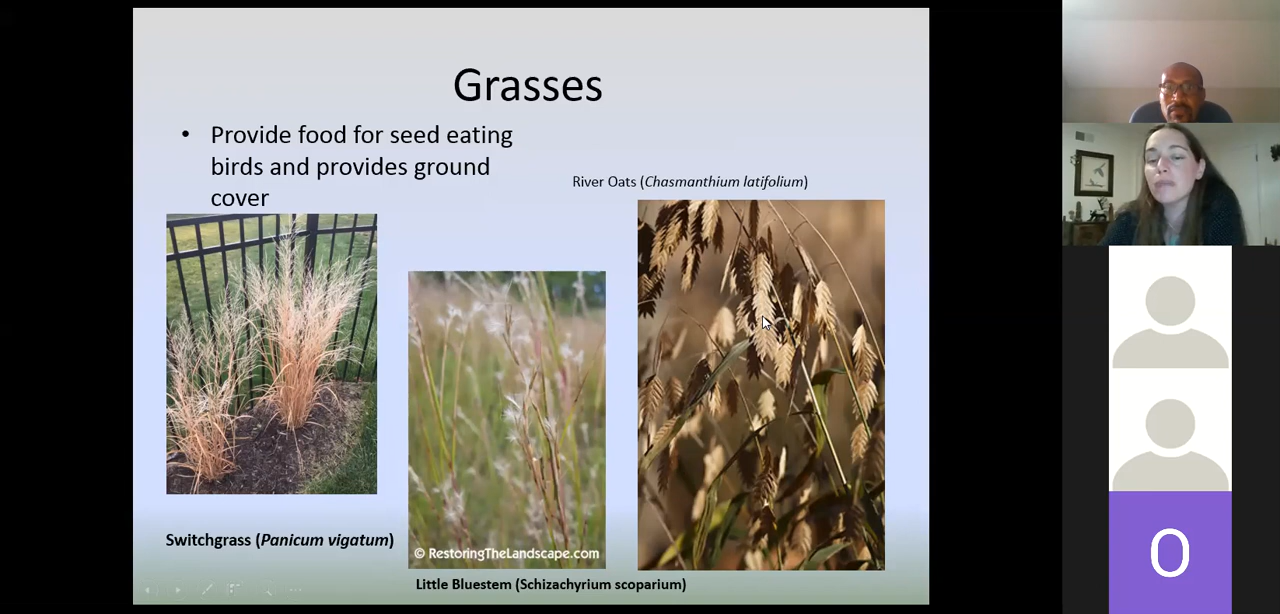 Grasses
• Provide food for seed eating
birds and provides ground
cover
River Oats (Chasmanthium latifolium)
© RestoringTheLandscape.com
Switchgrass (Panicum vigatum)
Little Bluestem (Schizachyrium scoparium)
O